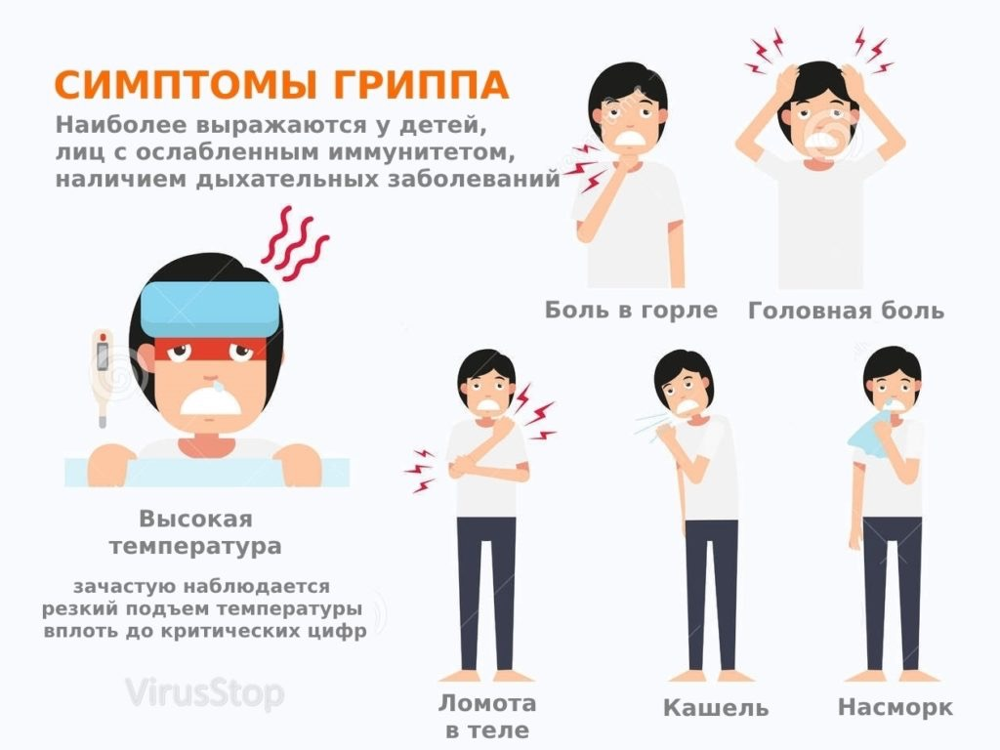 СИМПТОМЫ ГРИППА
Наиболее выражаются у детей,
лиц с ослабленным иммунитетом,
наличием дыхательных заболеваний
Боль в горле
Головная боль
Высокая
температура
зачастую наблюдается
резкий подъем температуры
вплоть до критических цифр
Ломота
в теле
Кашель
Насморк
VirusStop